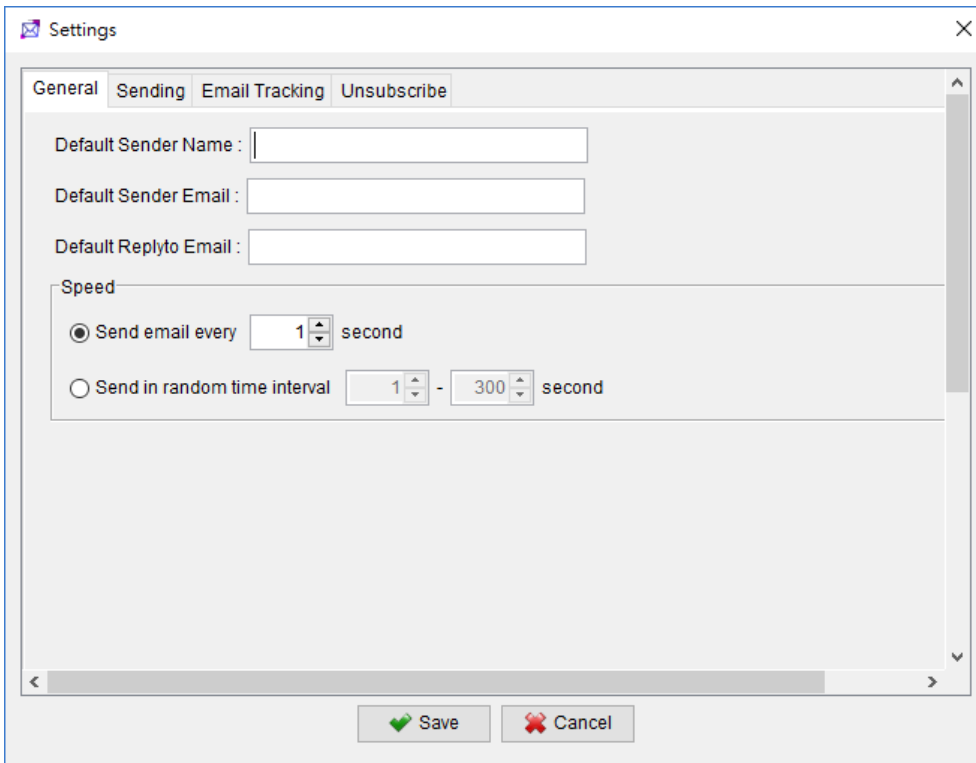 Settings
General Sending Email Tracking Unsubscribe
Default Sender Name :
Default Sender Email :
Default Replyto Email :
Speed
Send email every 1 second
Send in random time interval 1 - 300 second
Save Cancel